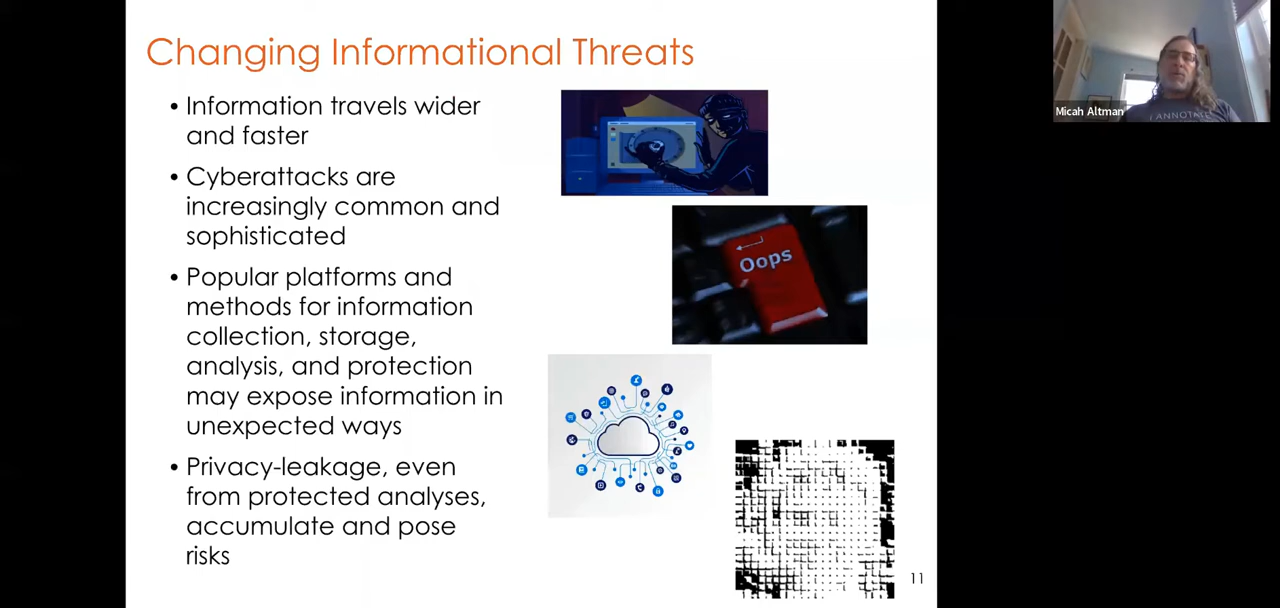 Changing Informational Threats
• Information travels wider
and faster
• Cyberattacks are
increasingly common and
sophisticated
• Popular platforms and
methods for information
collection, storage,
analysis, and protection
may expose information in
unexpected ways
• Privacy-leakage, even
from protected analyses,
accumulate and pose
risks
Oops
11
Micah Altman
I ANNOTATE